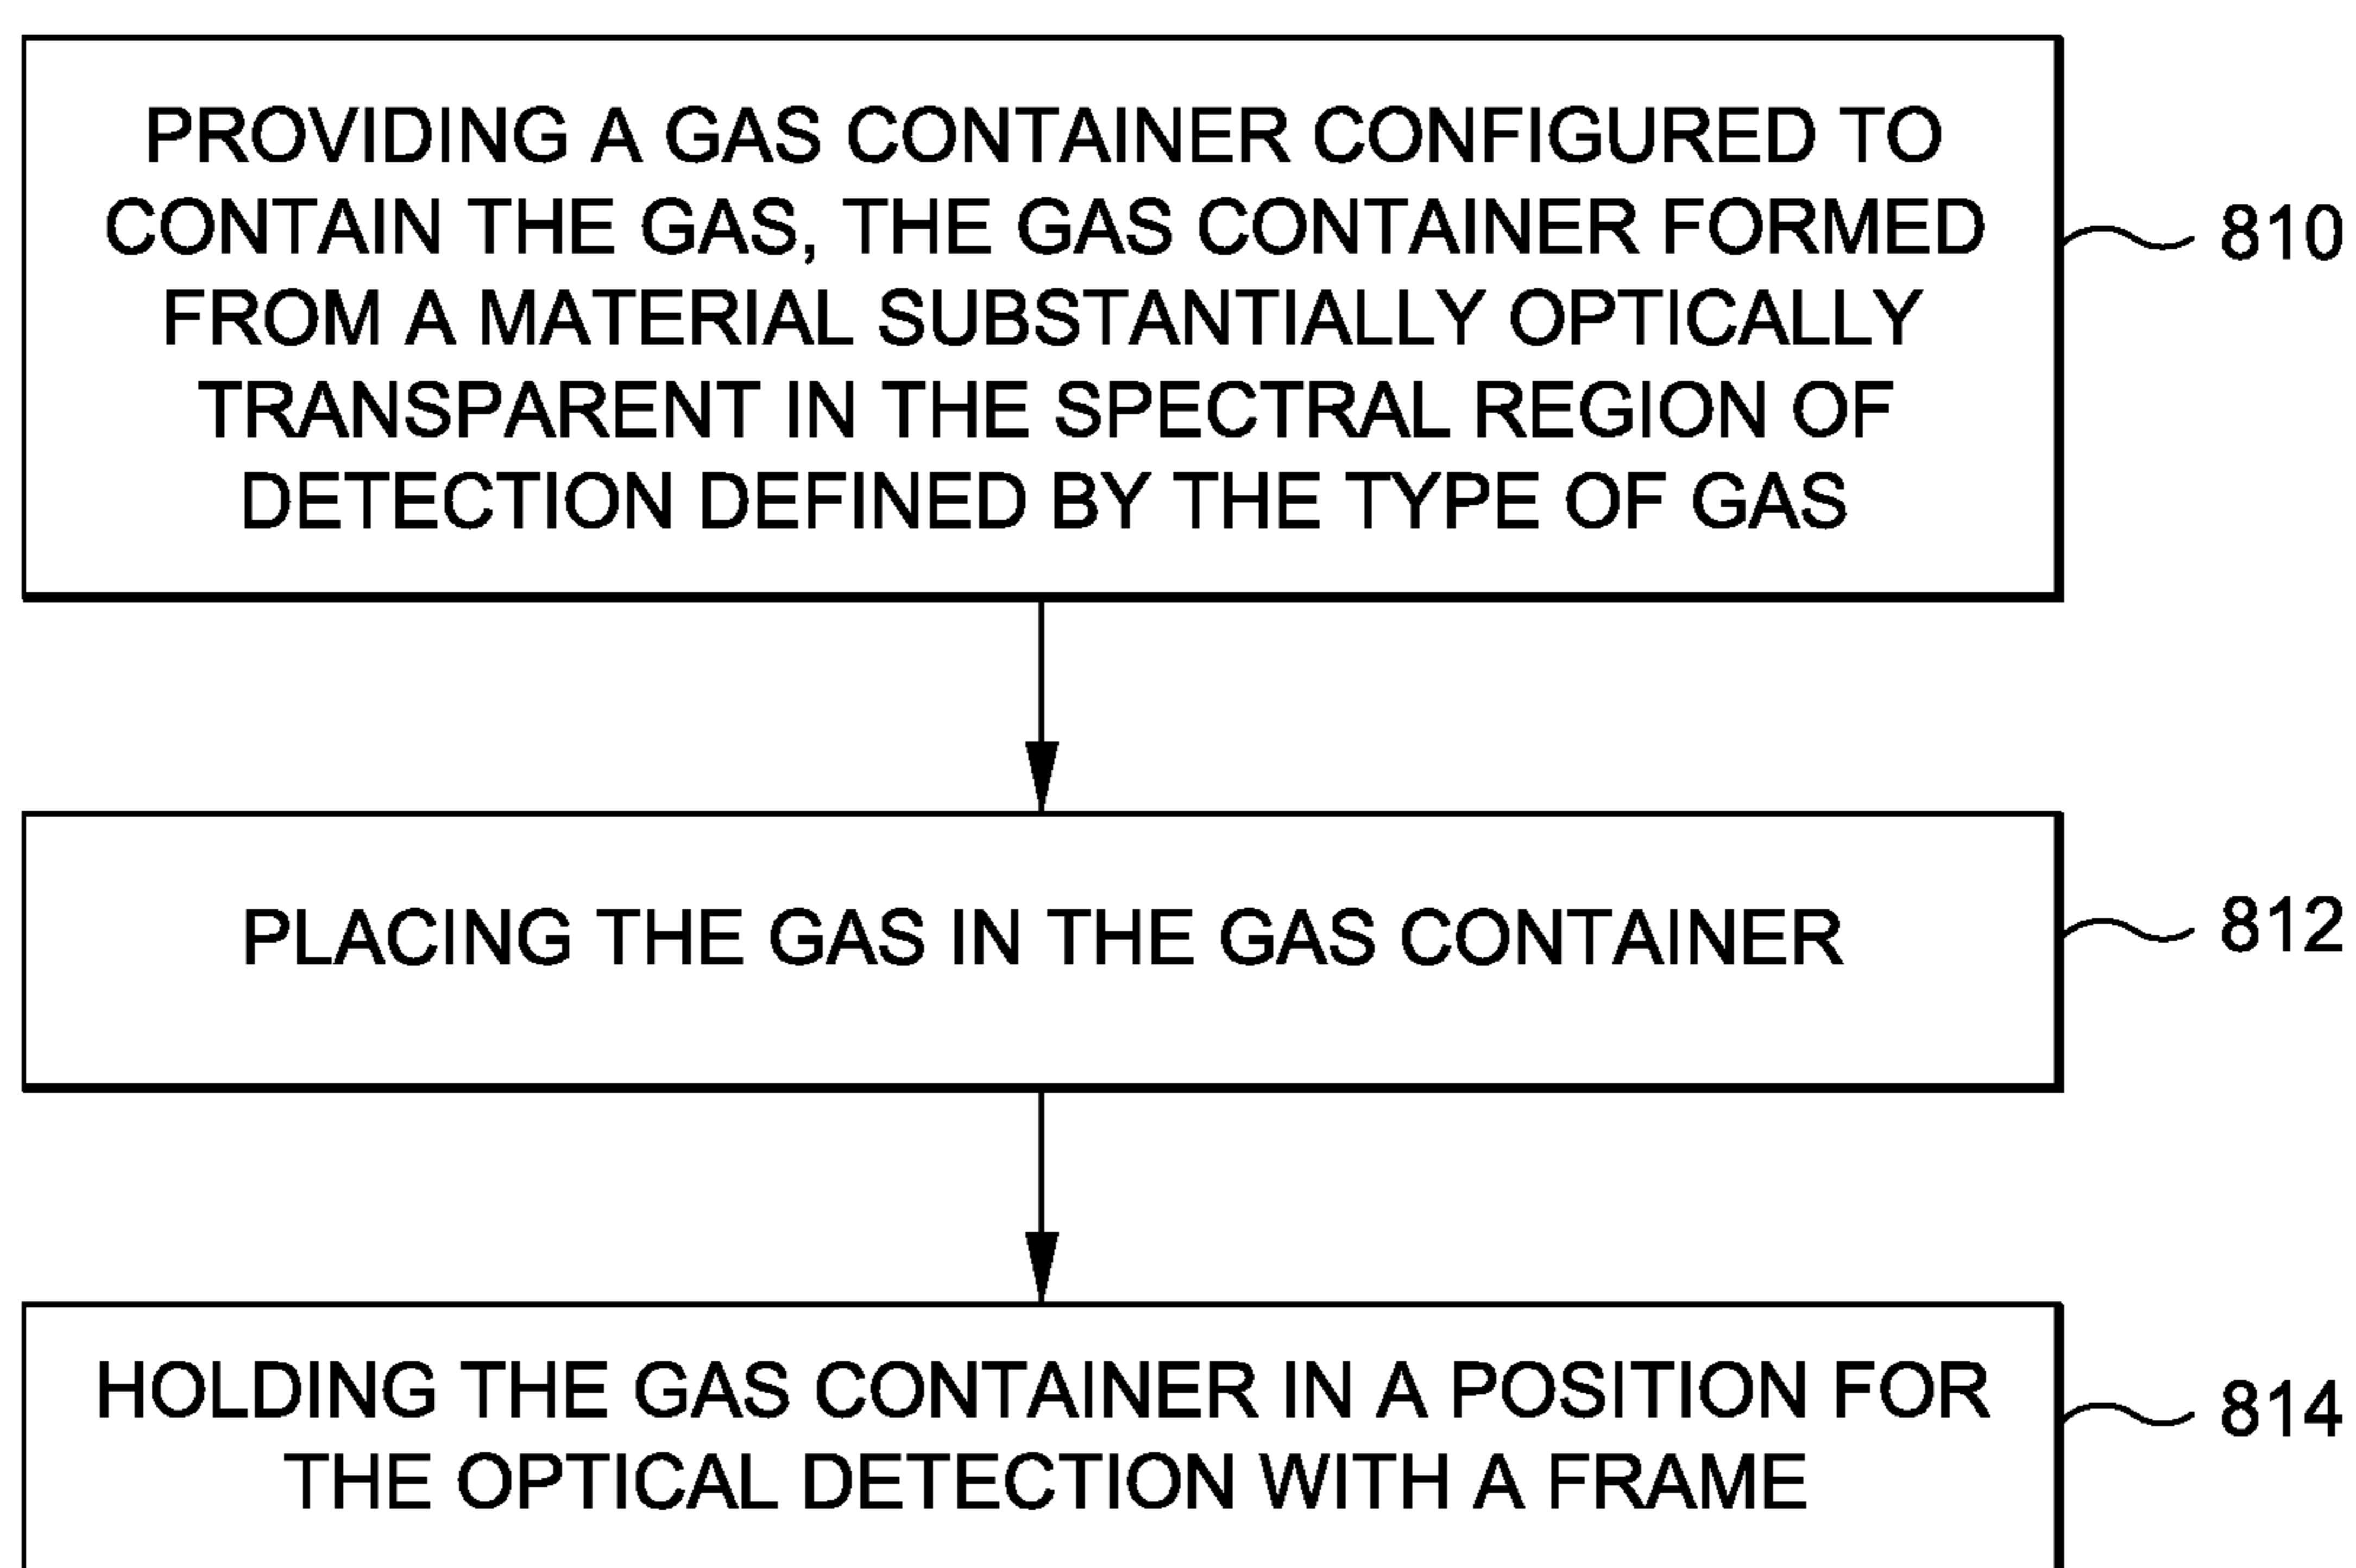 PROVIDING A GAS CONTAINER CONFIGURED TO
CONTAIN THE GAS, THE GAS CONTAINER FORMED
FROM A MATERIAL SUBSTANTIALLY OPTICALLY
TRANSPARENT IN THE SPECTRAL REGION OF
DETECTION DEFINED BY THE TYPE OF GAS
810
PLACING THE GAS IN THE GAS CONTAINER
812
HOLDING THE GAS CONTAINER IN A POSITION FOR
THE OPTICAL DETECTION WITH A FRAME
814